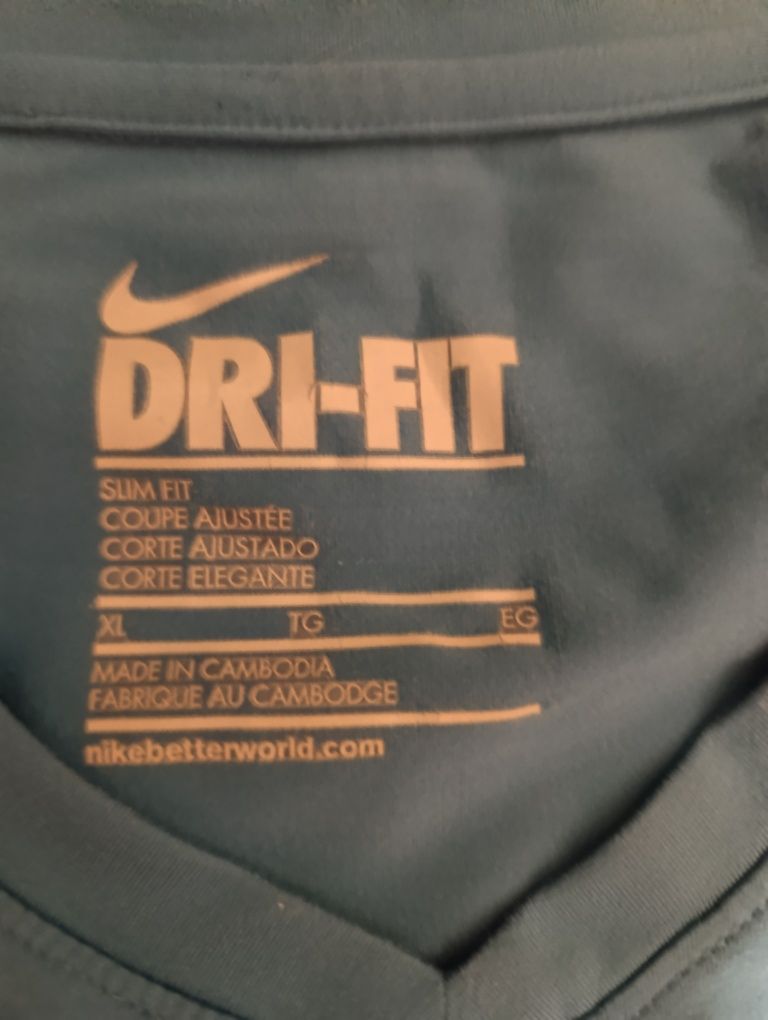 DRI-FIT
SLIM FIT
COUPE AJUSTÉE
CORTE AJUSTADO
CORTE ELEGANTE
XL TG EG
MADE IN CAMBODIA
FABRIQUE AU CAMBODGE
nikebetterworld.com